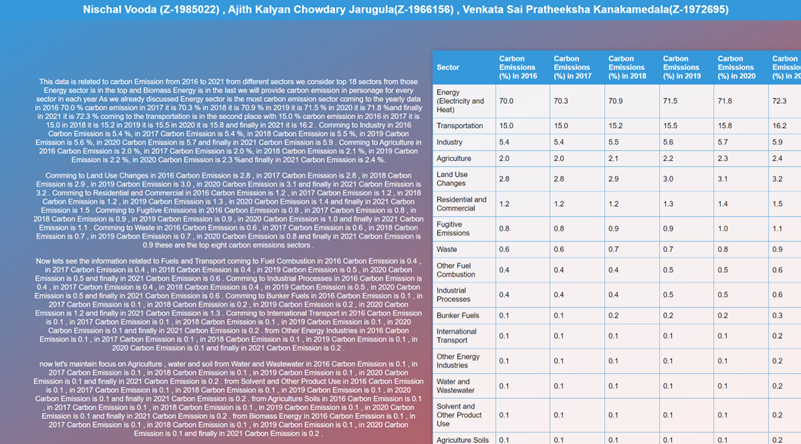 Nischal Vooda (Z-1985022) , Ajith Kalyan Chowdary Jarugula(Z-1966156) , Venkata Sai Pratheeksha Kanakamedala(Z-1972695)
This data is related to carbon Emission from 2016 to 2021 from different sectors we consider top 18 sectors from those
Energy sector is in the top and Biomass Energy is in the last we will provide carbon emission in personage for every
sector in each year As we already discussed Energy sector is the most carbon emission sector coming to the yearly data
in 2016 70.0 % carbon emission in 2017 it is 70.3 % in 2018 it is 70.9 % in 2019 it is 71.5 % in 2020 it is 71.8 %and finally
in 2021 it is 72.3 % coming to the transportation is in the second place with 15.0 % carbon emission in 2016 in 2017 it is
15.0 in 2018 it is 15.2 in 2019 it is 15.5 in 2020 it is 15.8 and finally in 2021 it is 16.2 . Comming to Industry in 2016
Carbon Emission is 5.4 %, in 2017 Carbon Emission is 5.4 %, in 2018 Carbon Emission is 5.5 %, in 2019 Carbon
Emission is 5.6 %, in 2020 Carbon Emission is 5.7 and finally in 2021 Carbon Emission is 5.9 . Comming to Agriculture in
2016 Carbon Emission is 2.0 %, in 2017 Carbon Emission is 2.0 %, in 2018 Carbon Emission is 2.1 %, in 2019 Carbon
Emission is 2.2 %, in 2020 Carbon Emission is 2.3 %and finally in 2021 Carbon Emission is 2.4 %.
Comming to Land Use Changes in 2016 Carbon Emission is 2.8 , in 2017 Carbon Emission is 2.8 , in 2018 Carbon
Emission is 2.9 , in 2019 Carbon Emission is 3.0 , in 2020 Carbon Emission is 3.1 and finally in 2021 Carbon Emission is
3.2 . Comming to Residential and Commercial in 2016 Carbon Emission is 1.2 , in 2017 Carbon Emission is 1.2 , in 2018
Carbon Emission is 1.2 , in 2019 Carbon Emission is 1.3 , in 2020 Carbon Emission is 1.4 and finally in 2021 Carbon
Emission is 1.5 . Comming to Fugitive Emissions in 2016 Carbon Emission is 0.8 , in 2017 Carbon Emission is 0.8 , in
2018 Carbon Emission is 0.9 , in 2019 Carbon Emission is 0.9 , in 2020 Carbon Emission is 1.0 and finally in 2021 Carbon
Emission is 1.1 . Comming to Waste in 2016 Carbon Emission is 0.6 , in 2017 Carbon Emission is 0.6 , in 2018 Carbon
Emission is 0.7 , in 2019 Carbon Emission is 0.7 , in 2020 Carbon Emission is 0.8 and finally in 2021 Carbon Emission is
0.9 these are the top eight carbon emissions sectors .
Now lets see the information related to Fuels and Transport coming to Fuel Combustion in 2016 Carbon Emission is 0.4 ,
in 2017 Carbon Emission is 0.4 , in 2018 Carbon Emission is 0.4 , in 2019 Carbon Emission is 0.5 , in 2020 Carbon
Emission is 0.5 and finally in 2021 Carbon Emission is 0.6 . Comming to Industrial Processes in 2016 Carbon Emission is
0.4 , in 2017 Carbon Emission is 0.4 , in 2018 Carbon Emission is 0.4 , in 2019 Carbon Emission is 0.5 , in 2020 Carbon
Emission is 0.5 and finally in 2021 Carbon Emission is 0.6 . Comming to Bunker Fuels in 2016 Carbon Emission is 0.1 , in
2017 Carbon Emission is 0.1 , in 2018 Carbon Emission is 0.2 , in 2019 Carbon Emission is 0.2 , in 2020 Carbon
Emission is 1.2 and finally in 2021 Carbon Emission is 1.3 . Comming to International Transport in 2016 Carbon Emission
is 0.1 , in 2017 Carbon Emission is 0.1 , in 2018 Carbon Emission is 0.1 , in 2019 Carbon Emission is 0.1 , in 2020
Carbon Emission is 0.1 and finally in 2021 Carbon Emission is 0.2 . from Other Energy Industries in 2016 Carbon
Emission is 0.1 , in 2017 Carbon Emission is 0.1 , in 2018 Carbon Emission is 0.1 , in 2019 Carbon Emission is 0.1 , in
2020 Carbon Emission is 0.1 and finally in 2021 Carbon Emission is 0.2 .
now let's maintain focus on Agriculture , water and soil from Water and Wastewater in 2016 Carbon Emission is 0.1 , in
2017 Carbon Emission is 0.1 , in 2018 Carbon Emission is 0.1 , in 2019 Carbon Emission is 0.1 , in 2020 Carbon
Emission is 0.1 and finally in 2021 Carbon Emission is 0.2 . from Solvent and Other Product Use in 2016 Carbon Emission
is 0.1 , in 2017 Carbon Emission is 0.1 , in 2018 Carbon Emission is 0.1 , in 2019 Carbon Emission is 0.1 , in 2020
Carbon Emission is 0.1 and finally in 2021 Carbon Emission is 0.2 . from Agriculture Soils in 2016 Carbon Emission is 0.1
, in 2017 Carbon Emission is 0.1 , in 2018 Carbon Emission is 0.1 , in 2019 Carbon Emission is 0.1 , in 2020 Carbon
Emission is 0.1 and finally in 2021 Carbon Emission is 0.2 . from Biomass Energy in 2016 Carbon Emission is 0.1 , in
2017 Carbon Emission is 0.1 , in 2018 Carbon Emission is 0.1 , in 2019 Carbon Emission is 0.1 , in 2020 Carbon
Emission is 0.1 and finally in 2021 Carbon Emission is 0.2 .
Sector Carbon Emissions (%) in 2016 Carbon Emissions (%) in 2017 Carbon Emissions (%) in 2018 Carbon Emissions (%) in 2019 Carbon Emissions (%) in 2020 Carbon Emission (%) in 20
Energy (Electricity and Heat) 70.0 70.3 70.9 71.5 71.8 72.3
Transportation 15.0 15.0 15.2 15.5 15.8 16.2
Industry 5.4 5.4 5.5 5.6 5.7 5.9
Agriculture 2.0 2.0 2.1 2.2 2.3 2.4
Land Use Changes 2.8 2.8 2.9 3.0 3.1 3.2
Residential and Commercial 1.2 1.2 1.2 1.3 1.4 1.5
Fugitive Emissions 0.8 0.8 0.9 0.9 1.0 1.1
Waste 0.6 0.6 0.7 0.7 0.8 0.9
Other Fuel Combustion 0.4 0.4 0.4 0.5 0.5 0.6
Industrial Processes 0.4 0.4 0.4 0.5 0.5 0.6
Bunker Fuels 0.1 0.1 0.2 0.2 0.2 0.3
International Transport 0.1 0.1 0.1 0.1 0.1 0.2
Other Energy Industries 0.1 0.1 0.1 0.1 0.1 0.2
Water and Wastewater 0.1 0.1 0.1 0.1 0.1 0.2
Solvent and Other Product Use 0.1 0.1 0.1 0.1 0.1 0.2
Agriculture Soils 0.1 0.1 0.1 0.1 0.1 0.2